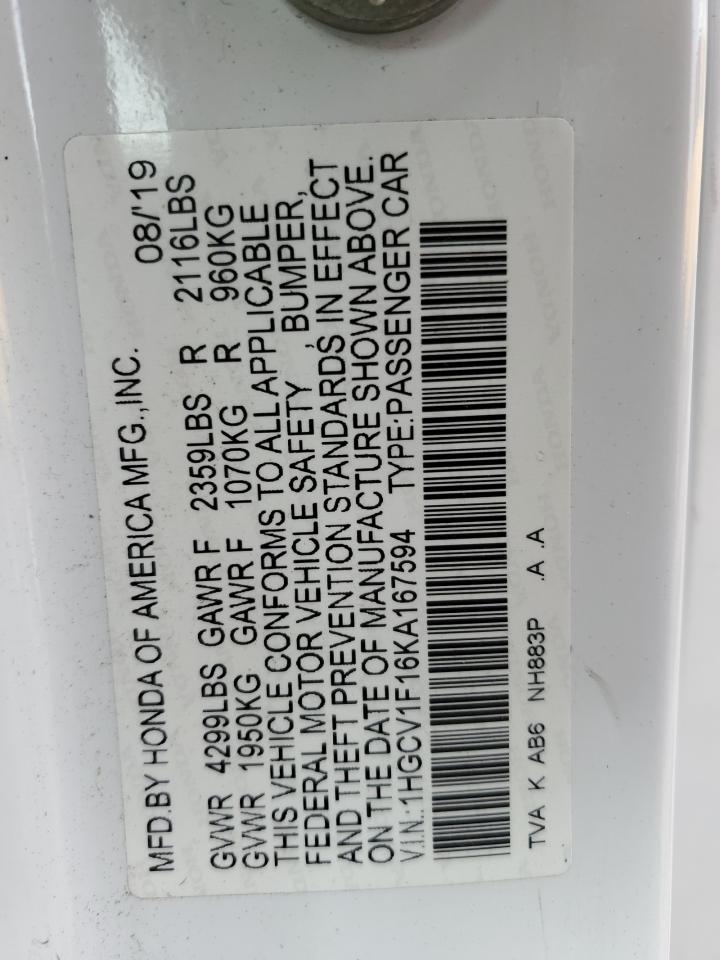 MFD.BY HONDA OF AMERICA MFG.,INC. 08/'19
GVWR 4299LBS GAWR F 2359LBS R 2116LBS
GVWR 1950KG GAWR F 1070KG R 960KG
THIS VEHICLE CONFORMS TO ALL APPLICABLE
FEDERAL MOTOR VEHICLE SAFETY , BUMPER,
AND THEFT PREVENTION STANDARDS IN EFFECT
ON THE DATE OF MANUFACTURE SHOWN ABOVE.
V.I.N.:1HGCV1F16KA167594 TYPE:PASSENGER CAR
TVA K AB6 NH883P .A .A